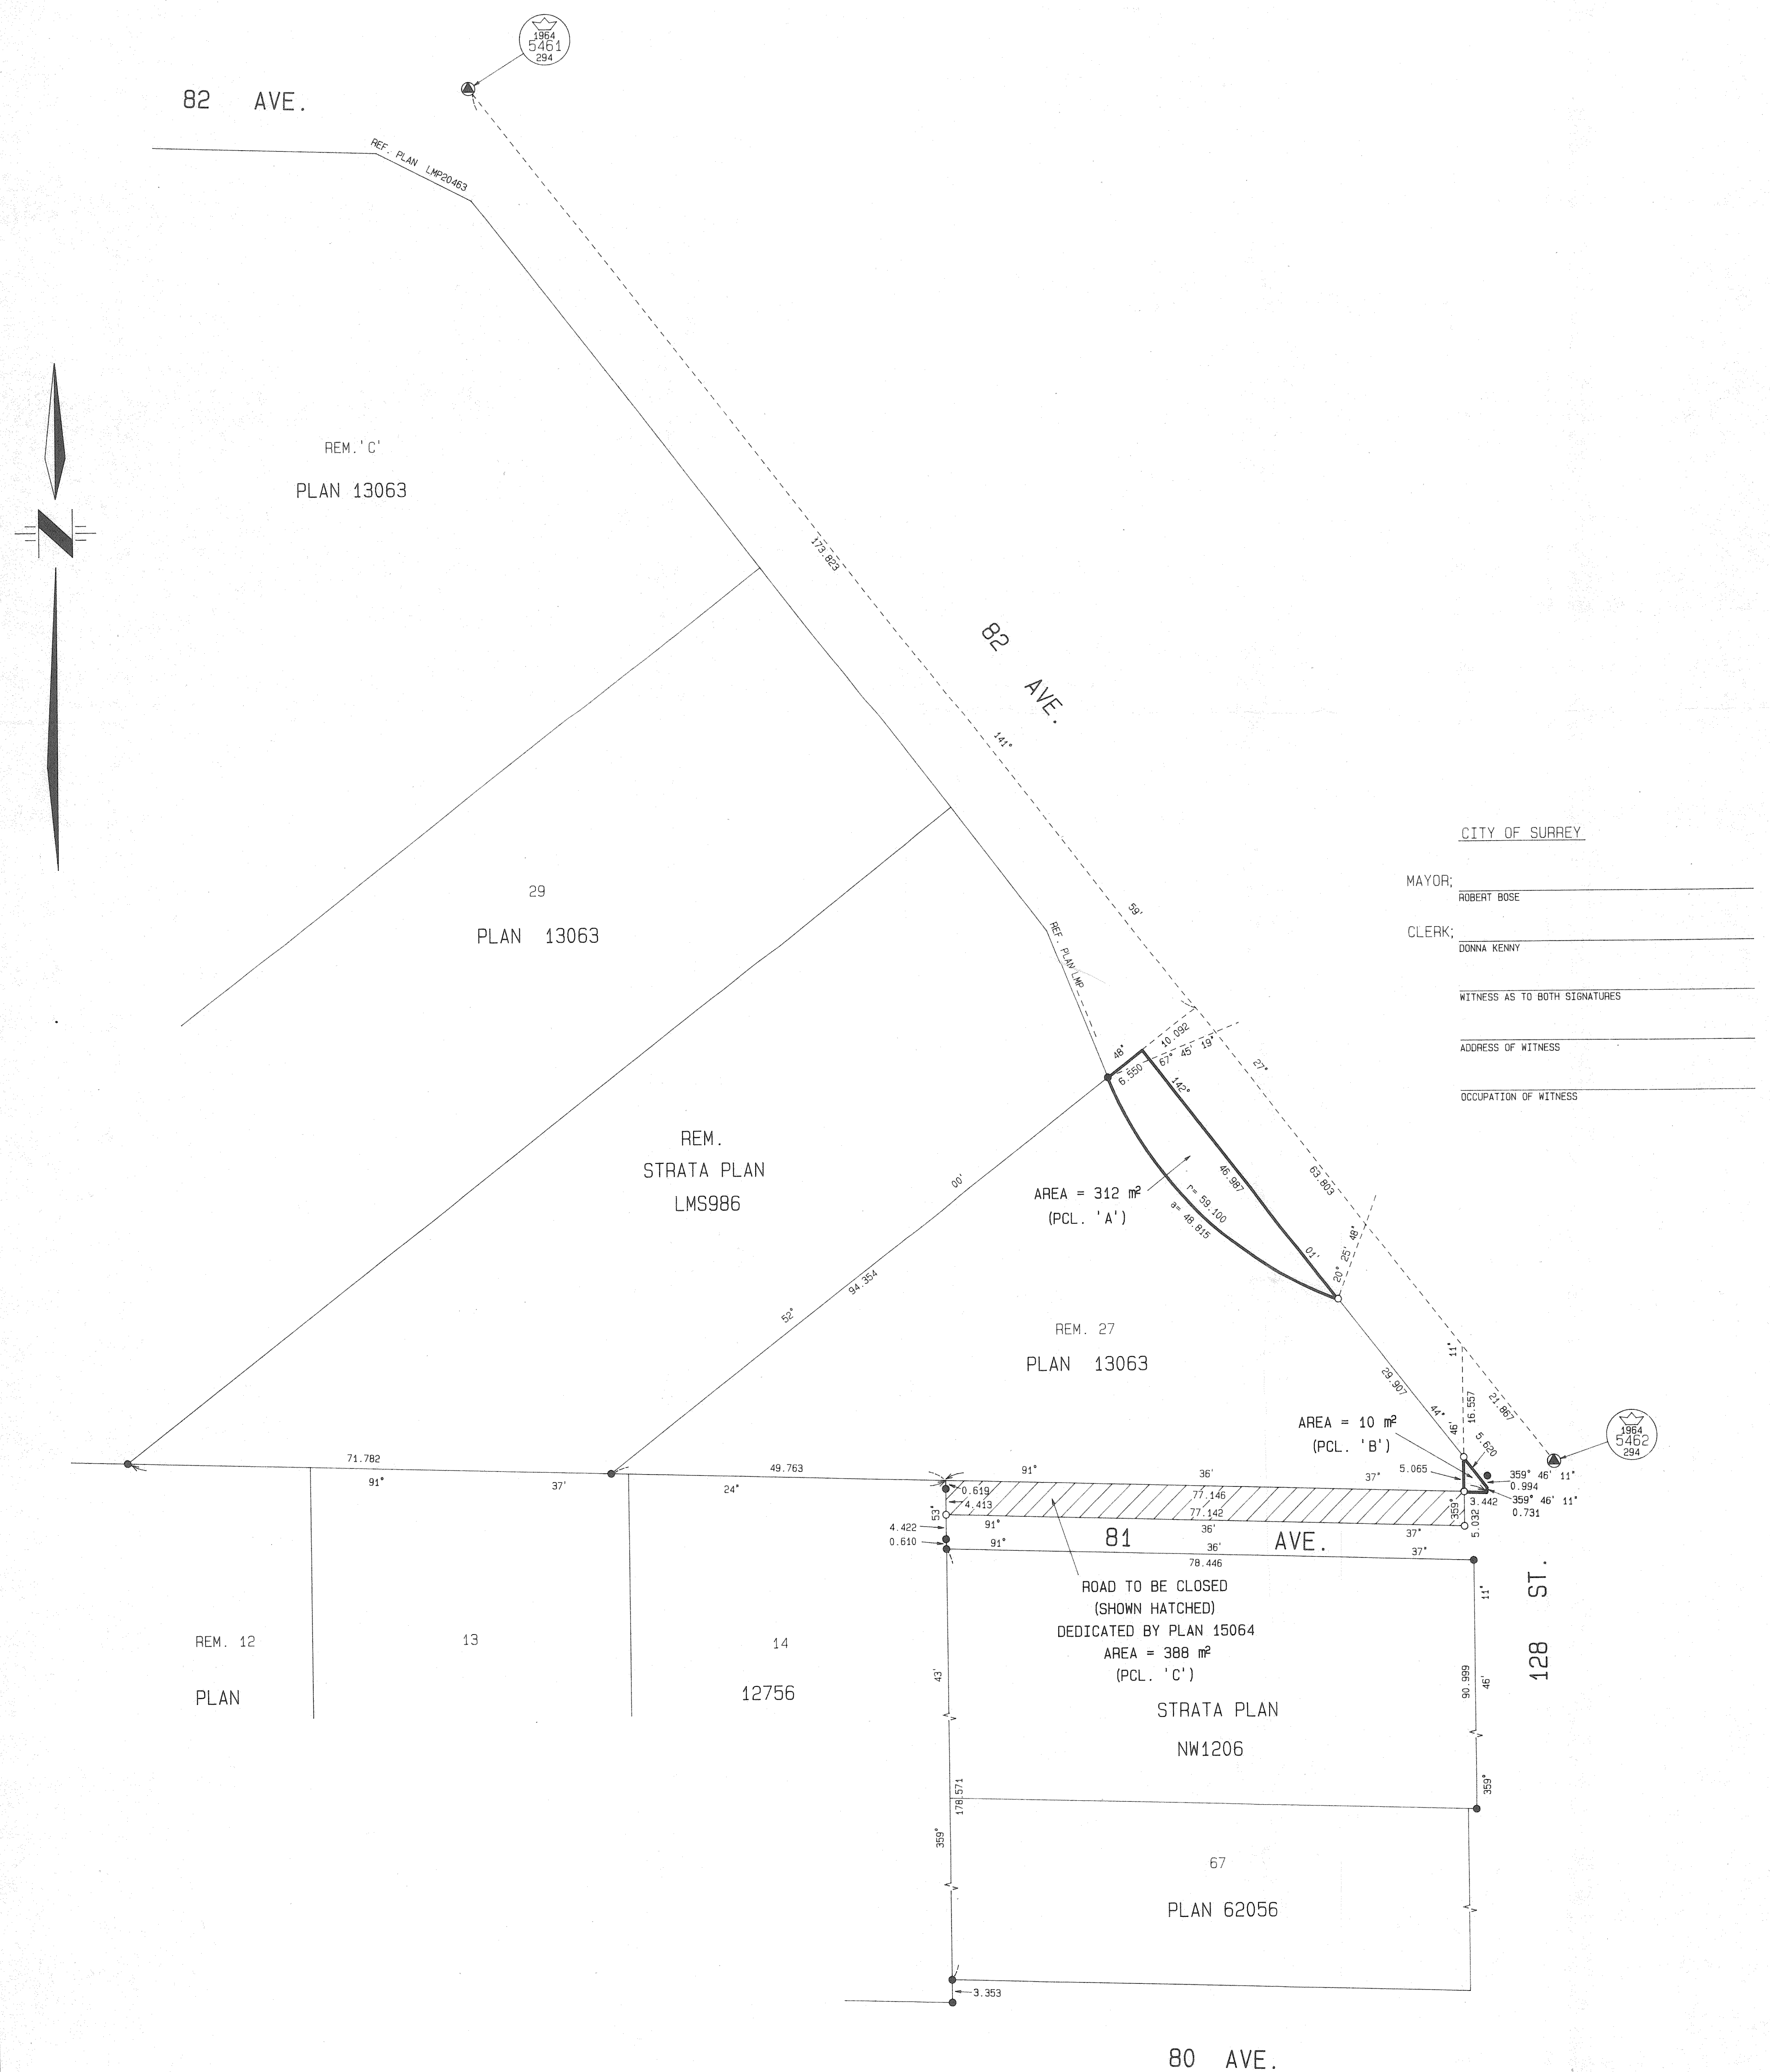 1964
5461
294
82 AVE.
REF. PLAN LMP20463
REM.'C'
PLAN 13063
173.823
82 AVE.
141°
59'
27"
CITY OF SURREY
MAYOR;
ROBERT BOSE
CLERK;
DONNA KENNY
WITNESS AS TO BOTH SIGNATURES
ADDRESS OF WITNESS
OCCUPATION OF WITNESS
29
PLAN 13063
REF. PLAN LMP
10.092
48"
67° 45' 19"
6.550
142°
REM.
STRATA PLAN
LMS986
00'
AREA = 312 m²
(PCL. 'A')
46.987
r= 59.100
a= 48.815
63.803
01'
20° 25' 48"
94.354
52°
REM. 27
PLAN 13063
11"
29.907
16.557
21.867
44"
46'
AREA = 10 m²
(PCL. 'B')
5.620
1964
5462
294
71.782
91° 37' 24"
49.763
91° 36' 37"
77.146
5.065
359° 46' 11"
0.994
3.442
359° 46' 11"
0.731
0.619
4.413
53"
77.142
91° 36' 37"
359°
5.032
4.422
0.610
81 AVE.
91° 36' 37"
78.446
ROAD TO BE CLOSED
(SHOWN HATCHED)
DEDICATED BY PLAN 15064
AREA = 388 m²
(PCL. 'C')
11"
128 ST.
REM. 12
13
14
PLAN
12756
43'
90.999
46'
STRATA PLAN
NW1206
178.571
359°
359°
67
PLAN 62056
3.353
80 AVE.